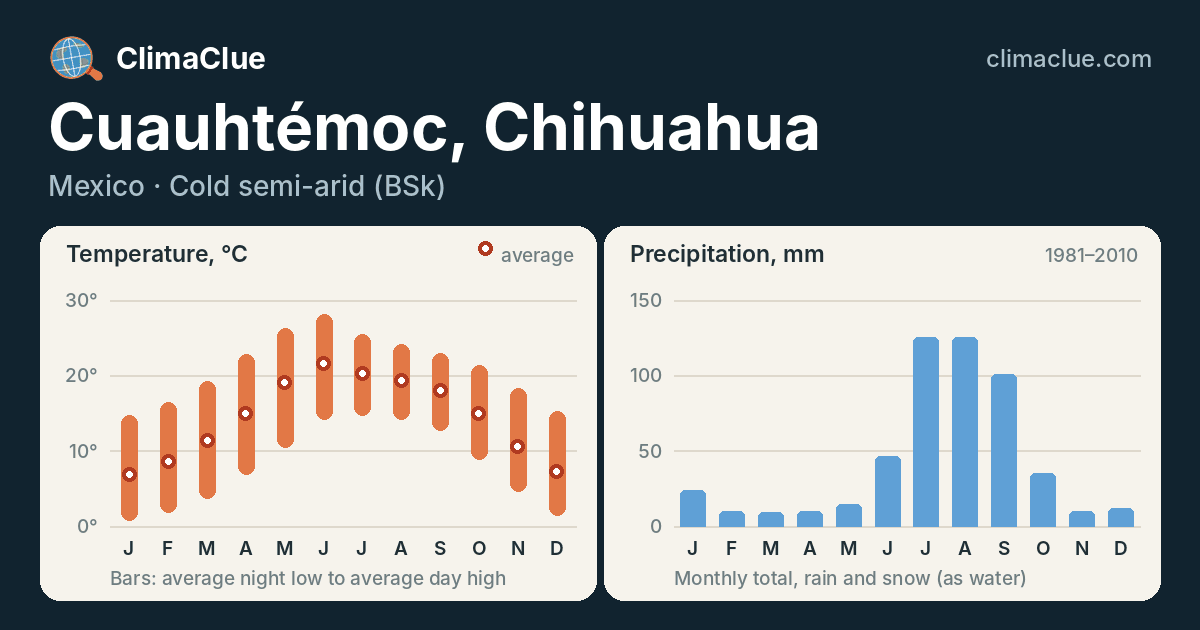 ClimaClue
climaclue.com
Cuauhtémoc, Chihuahua
Mexico · Cold semi-arid (BSk)
Temperature, °C
average
30°
20°
10°
0°
J F M A M J J A S O N D
Bars: average night low to average day high
Precipitation, mm
1981–2010
150
100
50
0
J F M A M J J A S O N D
Monthly total, rain and snow (as water)